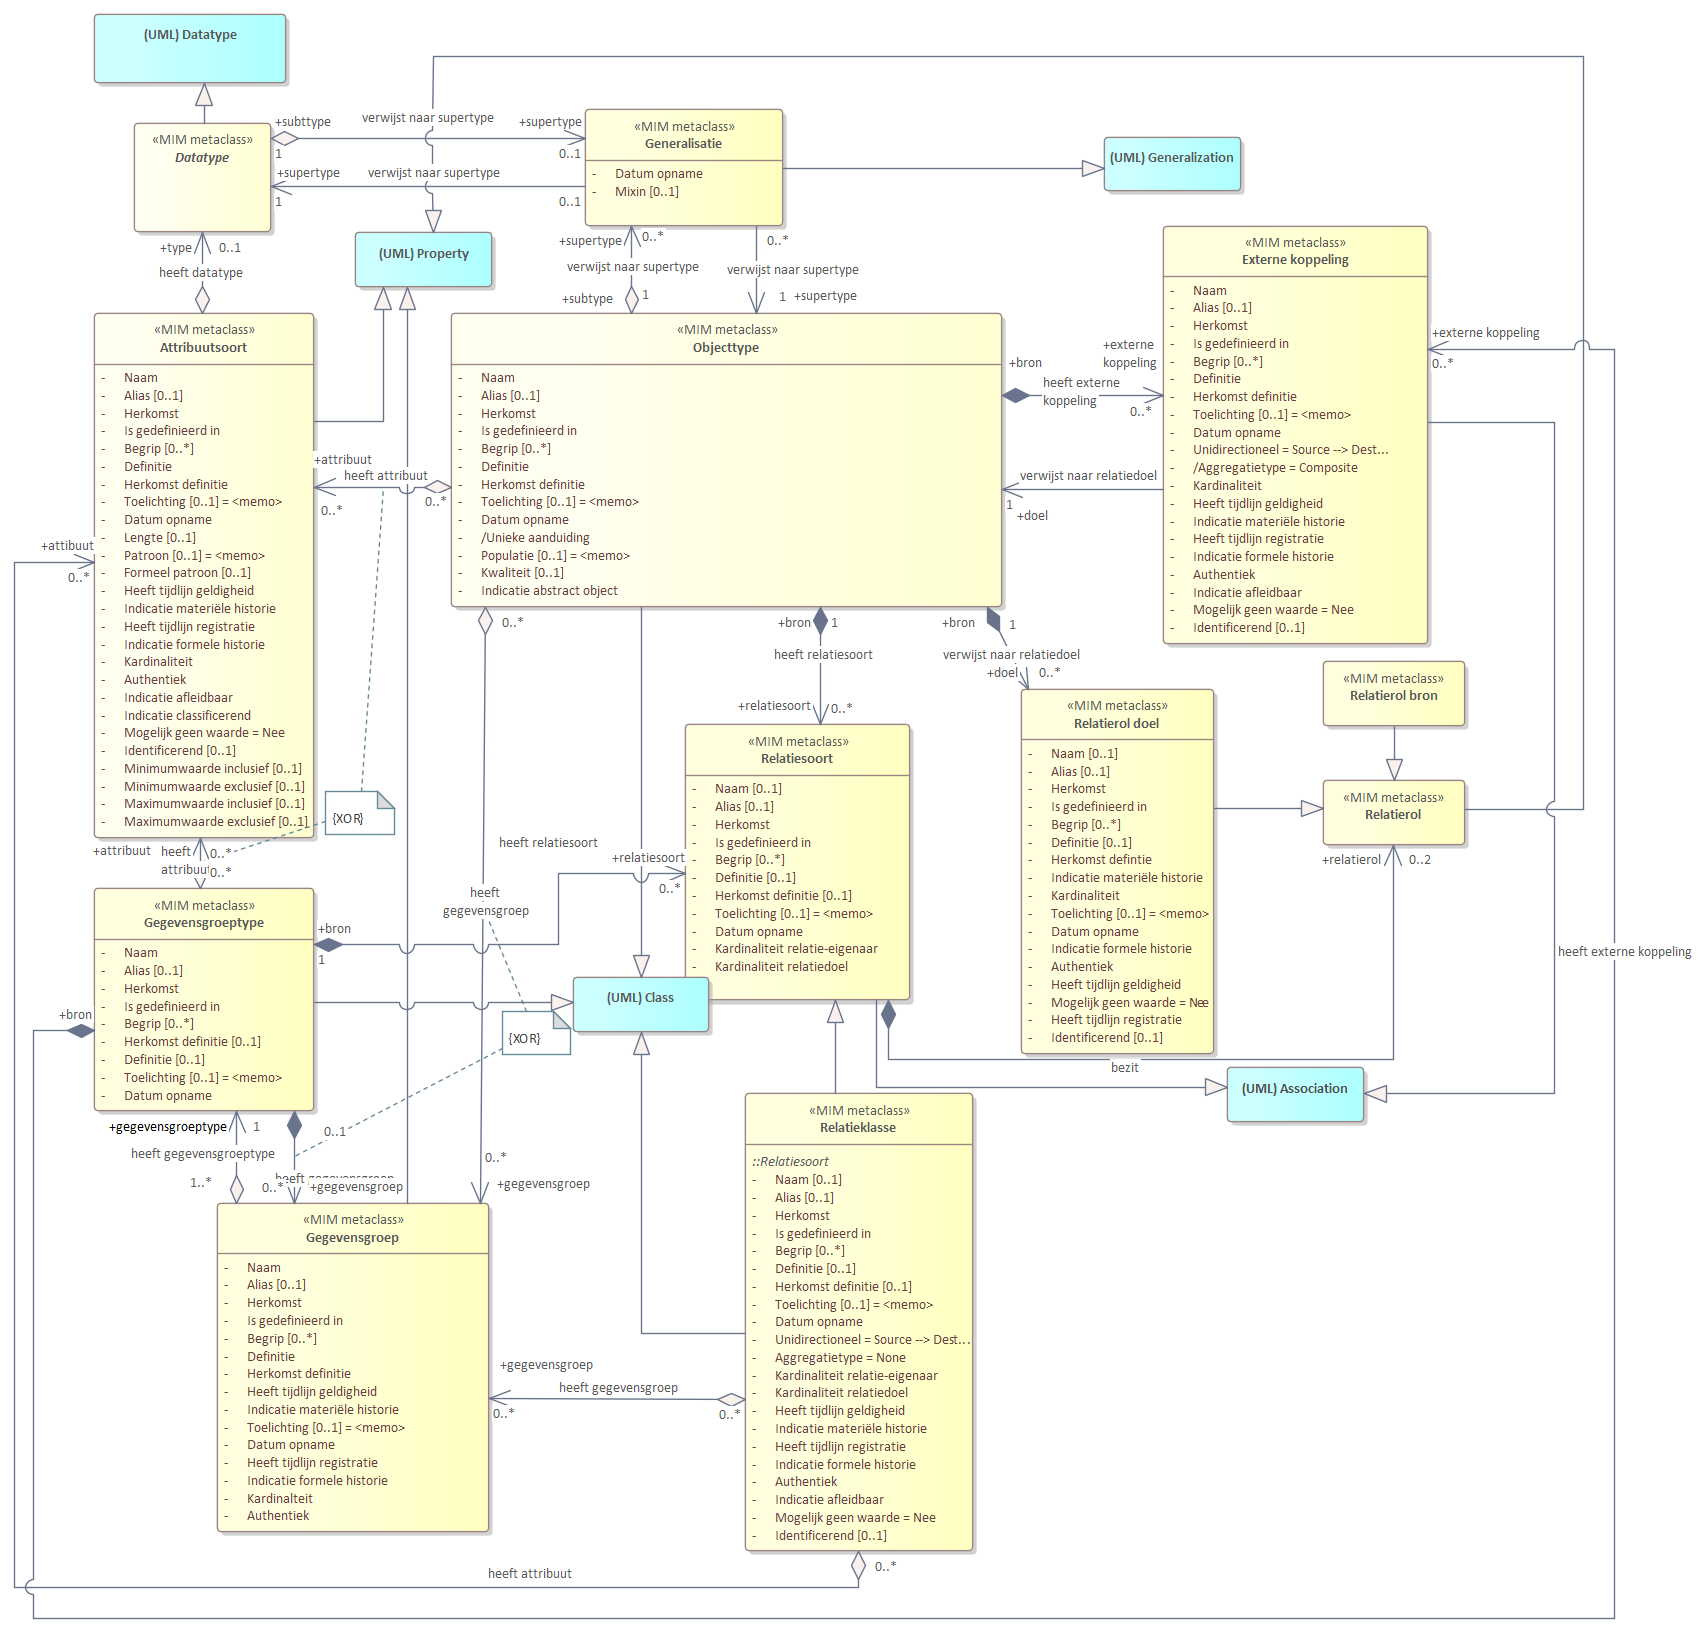 (UML) Datatype
«MIM metaclass»
Datatype
+subttype
1
verwijst naar supertype
+supertype
0..1
+supertype
1
verwijst naar supertype
0..1
«MIM metaclass»
Generalisatie
- Datum opname
- Mixin [0..1]
(UML) Generalization
(UML) Property
+type
0..1
heeft datatype
+supertype
0..*
verwijst naar supertype
+subtype
1
0..*
verwijst naar supertype
1
+supertype
«MIM metaclass»
Attribuutsoort
- Naam
- Alias [0..1]
- Herkomst
- Is gedefinieerd in
- Begrip [0..*]
- Definitie
- Herkomst definitie
- Toelichting [0..1] = <memo>
- Datum opname
- Lengte [0..1]
- Patroon [0..1] = <memo>
- Formeel patroon [0..1]
- Heeft tijdlijn geldigheid
- Indicatie materiële historie
- Heeft tijdlijn registratie
- Indicatie formele historie
- Kardinaliteit
- Authentiek
- Indicatie afleidbaar
- Indicatie classificerend
- Mogelijk geen waarde = Nee
- Identificerend [0..1]
- Minimumwaarde inclusief [0..1]
- Minimumwaarde exclusief [0..1]
- Maximumwaarde inclusief [0..1]
- Maximumwaarde exclusief [0..1]
«MIM metaclass»
Objecttype
- Naam
- Alias [0..1]
- Herkomst
- Is gedefinieerd in
- Begrip [0..*]
- Definitie
- Herkomst definitie
- Toelichting [0..1] = <memo>
- Datum opname
- /Unieke aanduiding
- Populatie [0..1] = <memo>
- Kwaliteit [0..1]
- Indicatie abstract object
«MIM metaclass»
Externe koppeling
- Naam
- Alias [0..1]
- Herkomst
- Is gedefinieerd in
- Begrip [0..*]
- Definitie
- Herkomst definitie
- Toelichting [0..1] = <memo>
- Datum opname
- Unidirectioneel = Source --> Dest...
- /Aggregatietype = Composite
- Kardinaliteit
- Heeft tijdlijn geldigheid
- Indicatie materiële historie
- Heeft tijdlijn registratie
- Indicatie formele historie
- Authentiek
- Indicatie afleidbaar
- Mogelijk geen waarde = Nee
- Identificerend [0..1]
+bron
+externe
koppeling
heeft externe
koppeling
0..*
+externe koppeling
0..*
verwijst naar relatiedoel
1
+doel
+attribuut
heeft attribuut
0..*
0..*
+attibuut
0..*
0..*
+bron
1
heeft relatiesoort
+relatiesoort
0..*
+bron
1
verwijst naar relatiedoel
+doel
0..*
«MIM metaclass»
Relatierol bron
«MIM metaclass»
Relatierol doel
- Naam [0..1]
- Alias [0..1]
- Herkomst
- Is gedefinieerd in
- Begrip [0..*]
- Definitie [0..1]
- Herkomst defintie
- Indicatie materiële historie
- Kardinaliteit
- Toelichting [0..1] = <memo>
- Datum opname
- Indicatie formele historie
- Authentiek
- Heeft tijdlijn geldigheid
- Mogelijk geen waarde = Nee
- Heeft tijdlijn registratie
- Identificerend [0..1]
«MIM metaclass»
Relatierol
+relatierol
0..2
«MIM metaclass»
Relatiesoort
- Naam [0..1]
- Alias [0..1]
- Herkomst
- Is gedefinieerd in
- Begrip [0..*]
- Definitie [0..1]
- Herkomst definitie [0..1]
- Toelichting [0..1] = <memo>
- Datum opname
- Kardinaliteit relatie-eigenaar
- Kardinaliteit relatiedoel
{XOR}
+attribuut
heeft
attribuut
0..*
0..*
heeft relatiesoort
+relatiesoort
0..*
heeft
gegevensgroep
«MIM metaclass»
Gegevensgroeptype
- Naam
- Alias [0..1]
- Herkomst
- Is gedefinieerd in
- Begrip [0..*]
- Herkomst definitie [0..1]
- Definitie [0..1]
- Toelichting [0..1] = <memo>
- Datum opname
+bron
1
+bron
(UML) Class
{XOR}
heeft externe koppeling
bezit
(UML) Association
+gegevensgroeptype
1
0..1
heeft gegevensgroeptype
1..*
0..*
heeft gegevensgroep
+gegevensgroep
0..*
+gegevensgroep
«MIM metaclass»
Gegevensgroep
- Naam
- Alias [0..1]
- Herkomst
- Is gedefinieerd in
- Begrip [0..*]
- Definitie
- Herkomst definitie
- Heeft tijdlijn geldigheid
- Indicatie materiële historie
- Toelichting [0..1] = <memo>
- Datum opname
- Heeft tijdlijn registratie
- Indicatie formele historie
- Kardinalteit
- Authentiek
«MIM metaclass»
Relatieklasse
::Relatiesoort
- Naam [0..1]
- Alias [0..1]
- Herkomst
- Is gedefinieerd in
- Begrip [0..*]
- Definitie [0..1]
- Herkomst definitie [0..1]
- Toelichting [0..1] = <memo>
- Datum opname
- Unidirectioneel = Source --> Dest...
- Aggregatietype = None
- Kardinaliteit relatie-eigenaar
- Kardinaliteit relatiedoel
- Heeft tijdlijn geldigheid
- Indicatie materiële historie
- Heeft tijdlijn registratie
- Indicatie formele historie
- Authentiek
- Indicatie afleidbaar
- Mogelijk geen waarde = Nee
- Identificerend [0..1]
+gegevensgroep
heeft gegevensgroep
0..*
0..*
0..*
heeft attribuut